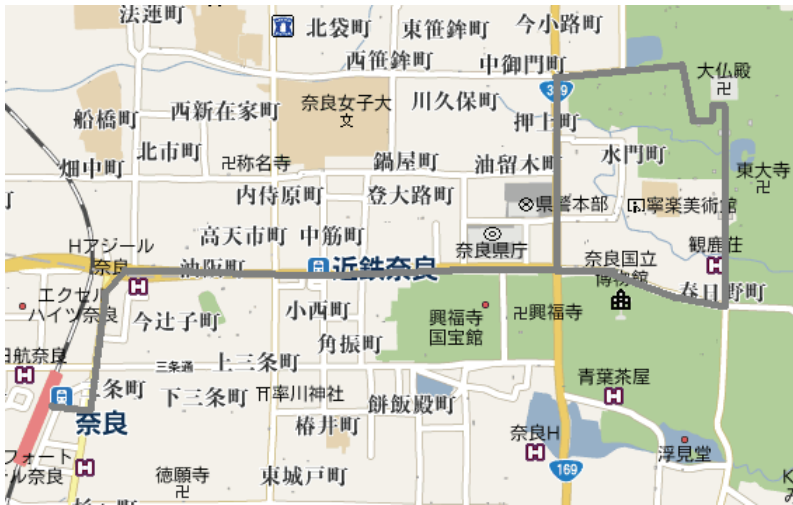 法連町
北袋町
東笹鉾町
今小路町
西笹鉾町
中御門町
大仏殿
奈良女子大
川久保町
船橋町
西新在家町
押上町
北市町
水門町
畑中町
称名寺
鍋屋町
油留木町
東大寺
内侍原町
登大路町
県警本部
寧楽美術館
高天市町
中筋町
奈良県庁
観鹿荘
Hアジール
奈良
油阪町
近鉄奈良
奈良国立
博物館
エクセル
ハイツ奈良
春日野町
今辻子町
小西町
興福寺
国宝館
興福寺
角振町
日航奈良
三条通
上三条町
条町
下三条町
率川神社
餅飯殿町
青葉茶屋
奈良
椿井町
奈良H
浮見堂
フォート
ル奈良
徳願寺
東城戸町
169